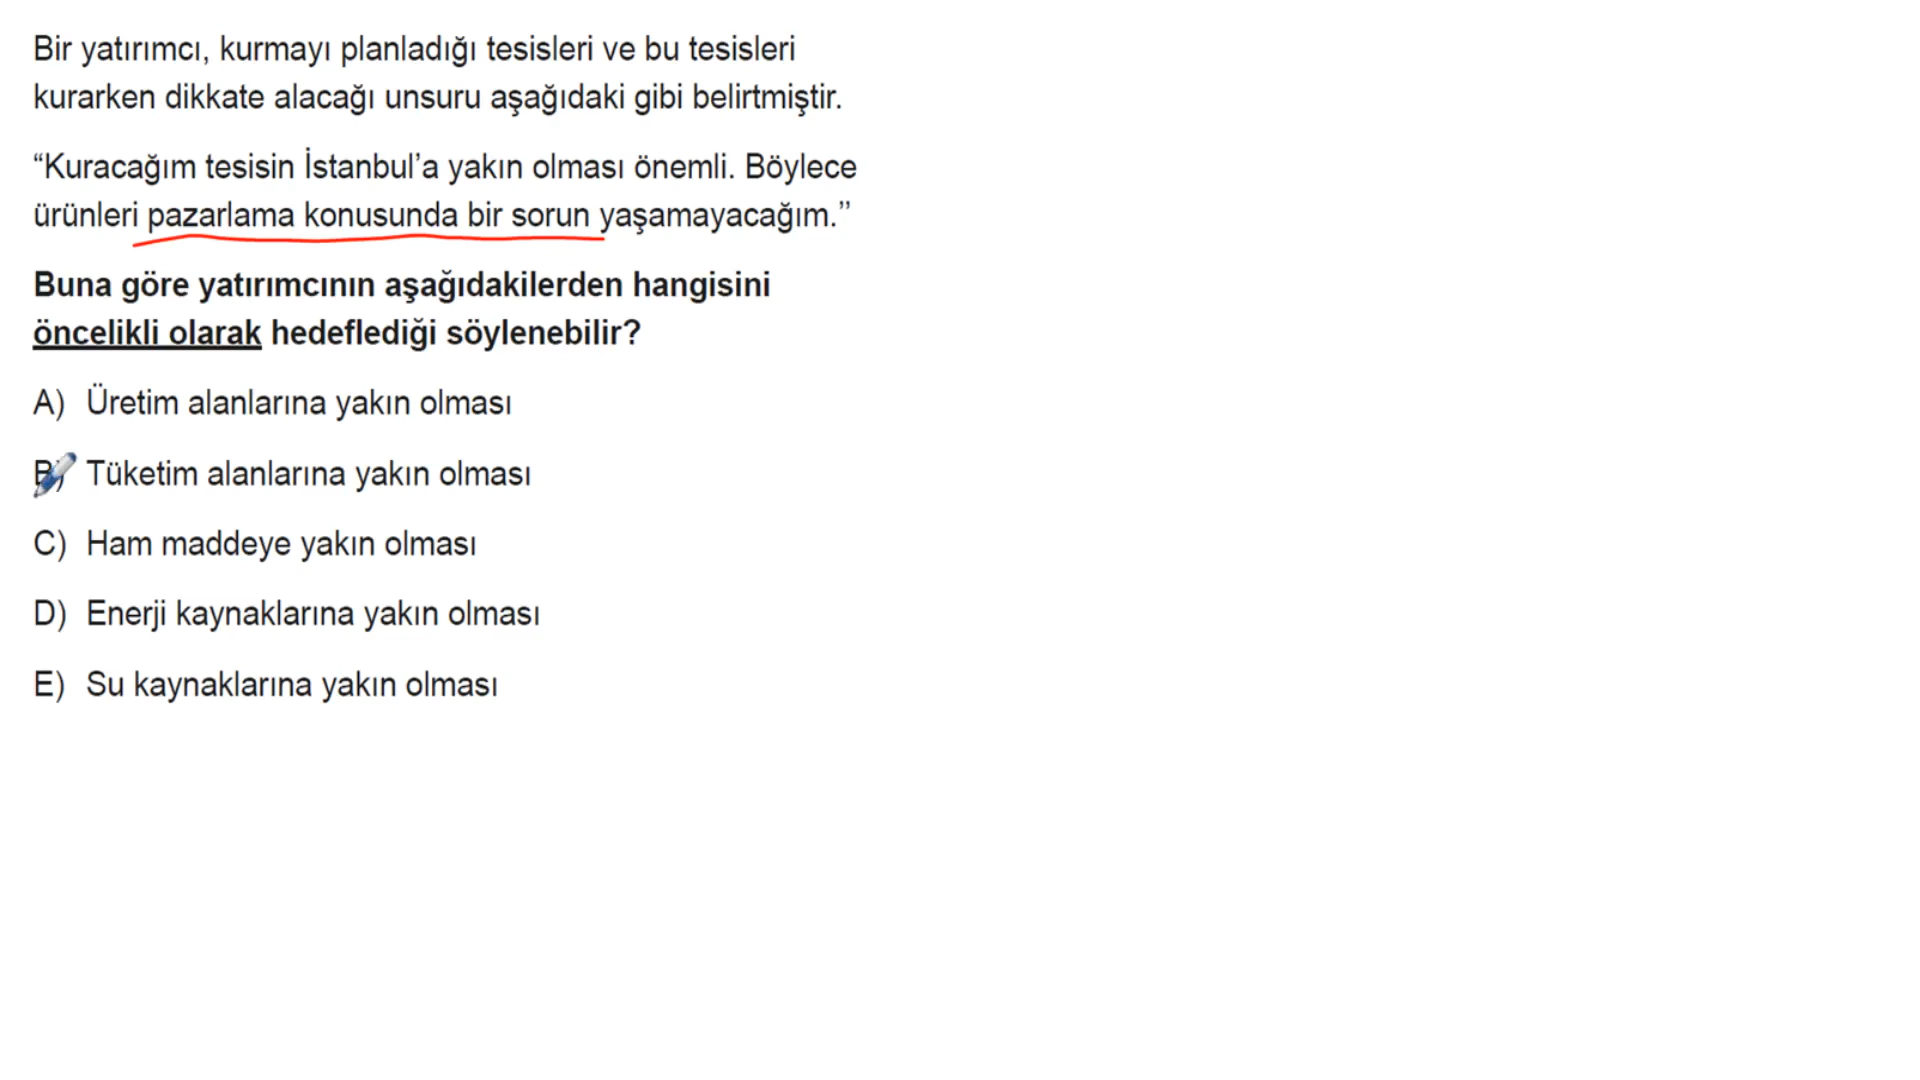 Bir yatırımcı, kurmayı planladığı tesisleri ve bu tesisleri
kurarken dikkate alacağı unsuru aşağıdaki gibi belirtmiştir.
“Kuracağım tesisin İstanbul’a yakın olması önemli. Böylece
ürünleri pazarlama konusunda bir sorun yaşamayacağım.’’
Buna göre yatırımcının aşağıdakilerden hangisini
öncelikli olarak hedeflediği söylenebilir?
A) Üretim alanlarına yakın olması
B) Tüketim alanlarına yakın olması
C) Ham maddeye yakın olması
D) Enerji kaynaklarına yakın olması
E) Su kaynaklarına yakın olması